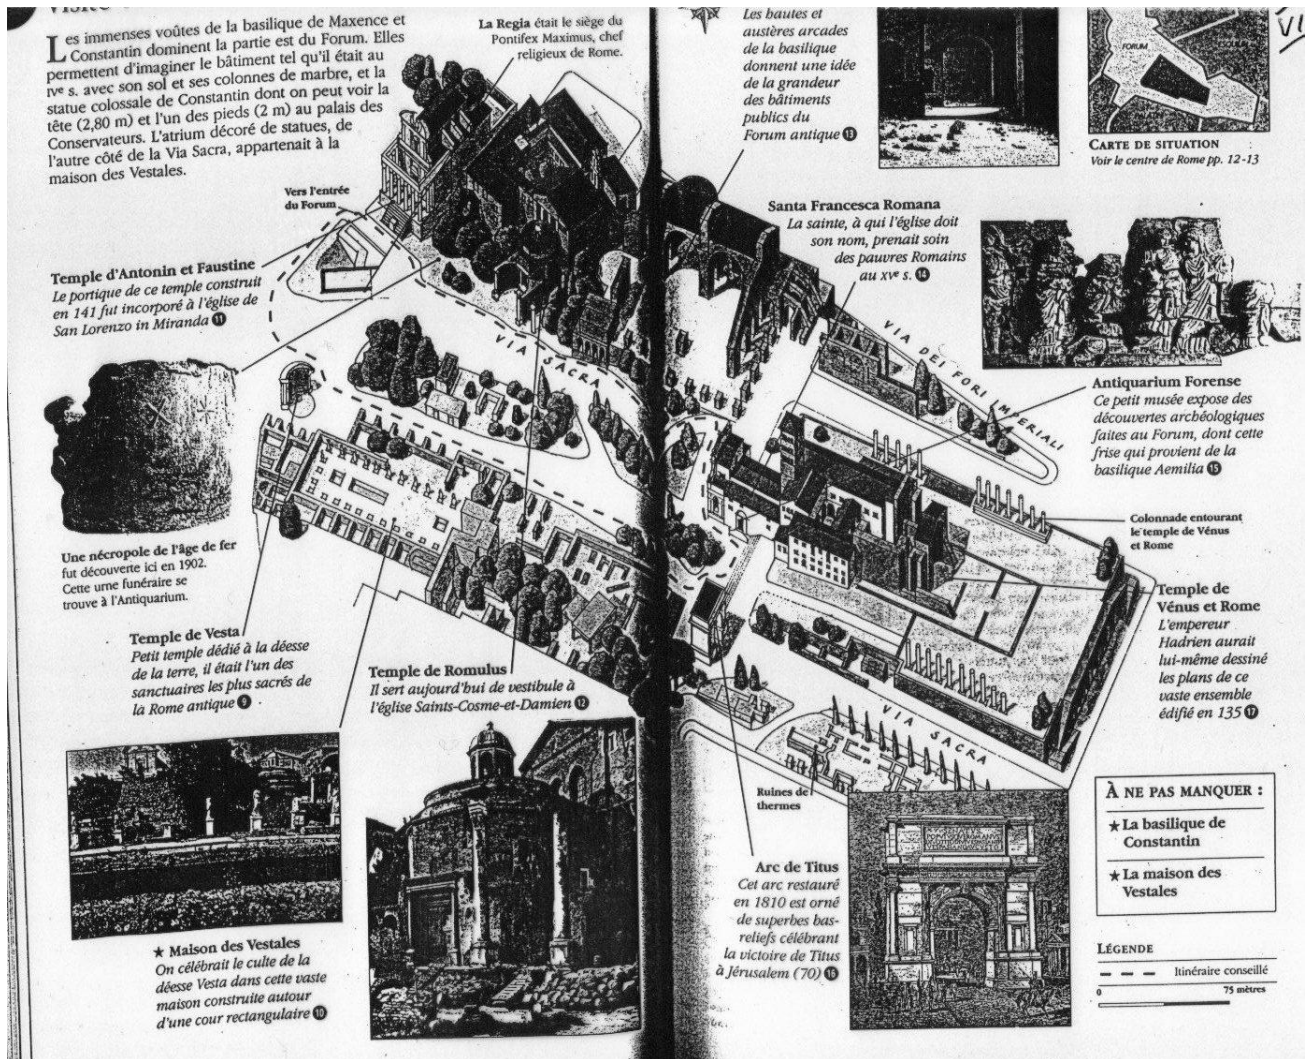 Les immenses voûtes de la basilique de Maxence et
Constantin dominent la partie est du Forum. Elles
permettent d'imaginer le bâtiment tel qu'il était au
IVe s. avec son sol et ses colonnes de marbre, et la
statue colossale de Constantin dont on peut voir la
tête (2,80 m) et l'un des pieds (2 m) au palais des
Conservateurs. L'atrium décoré de statues, de
l'autre côté de la Via Sacra, appartenait à la
maison des Vestales.
La Regia était le siège du
Pontifex Maximus, chef
religieux de Rome.
Vers l'entrée
du Forum
Temple d'Antonin et Faustine
Le portique de ce temple construit
en 141 fut incorporé à l'église de
San Lorenzo in Miranda 11
VIA SACRA
Une nécropole de l'âge de fer
fut découverte ici en 1902.
Cette urne funéraire se
trouve à l'Antiquarium.
Temple de Vesta
Petit temple dédié à la déesse
de la terre, il était l'un des
sanctuaires les plus sacrés de
la Rome antique 9
Temple de Romulus
Il sert aujourd'hui de vestibule à
l'église Saints-Cosme-et-Damien 12
★ Maison des Vestales
On célébrait le culte de la
déesse Vesta dans cette vaste
maison construite autour
d'une cour rectangulaire 10
Les hautes et
austères arcades
de la basilique
donnent une idée
de la grandeur
des bâtiments
publics du
Forum antique 13
FORUM
PALATIN
VI
CARTE DE SITUATION
Voir le centre de Rome pp. 12-13
Santa Francesca Romana
La sainte, à qui l'église doit
son nom, prenait soin
des pauvres Romains
au XVe s. 14
VIA DEI FORI IMPERIALI
Antiquarium Forense
Ce petit musée expose des
découvertes archéologiques
faites au Forum, dont cette
frise qui provient de la
basilique Aemilia 15
Colonnade entourant
le temple de Vénus
et Rome
Temple de
Vénus et Rome
L'empereur
Hadrien aurait
lui-même dessiné
les plans de ce
vaste ensemble
édifié en 135 17
VIA SACRA
Ruines de
thermes
Arc de Titus
Cet arc restauré
en 1810 est orné
de superbes bas-
reliefs célébrant
la victoire de Titus
à Jérusalem (70) 16
À NE PAS MANQUER :
★ La basilique de
Constantin
★ La maison des
Vestales
LÉGENDE
Itinéraire conseillé
0 75 mètres